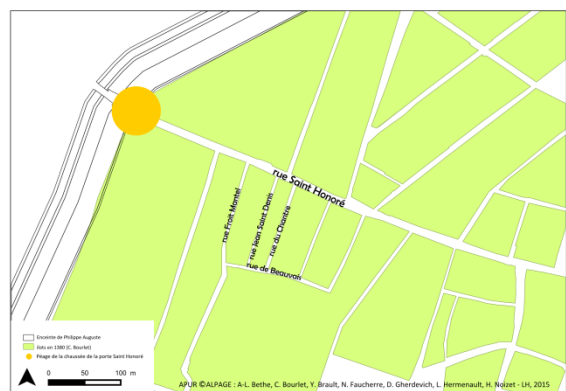 rue Saint Honoré
rue Froit Mantel
rue Jean Saint Denis
rue du Chantre
rue de Beauvais
Enceinte de Philippe Auguste
Ilots en 1380 (C. Bourlet)
Péage de la chaussée de la porte Saint Honoré
0 50 100 m
APUR ©ALPAGE : A-L. Bethe, C. Bourlet, Y. Brault, N. Faucherre, D. Gherdevich, L. Hermenault, H. Noizet - LH, 2015